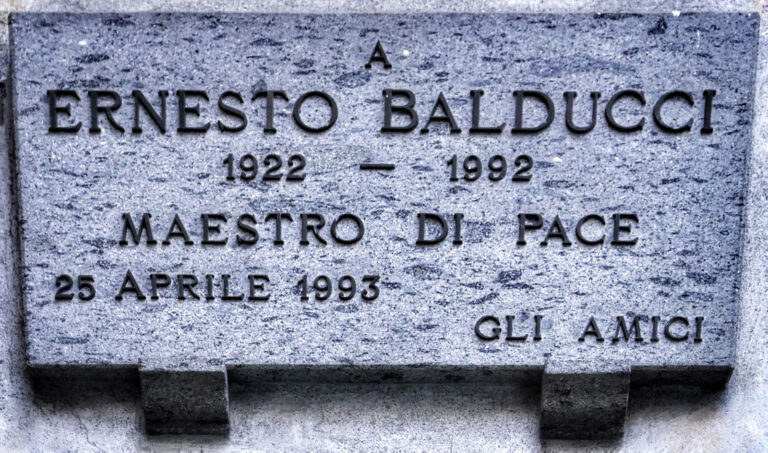 A
ERNESTO BALDUCCI
1922 — 1992
MAESTRO DI PACE
25 APRILE 1993
GLI AMICI